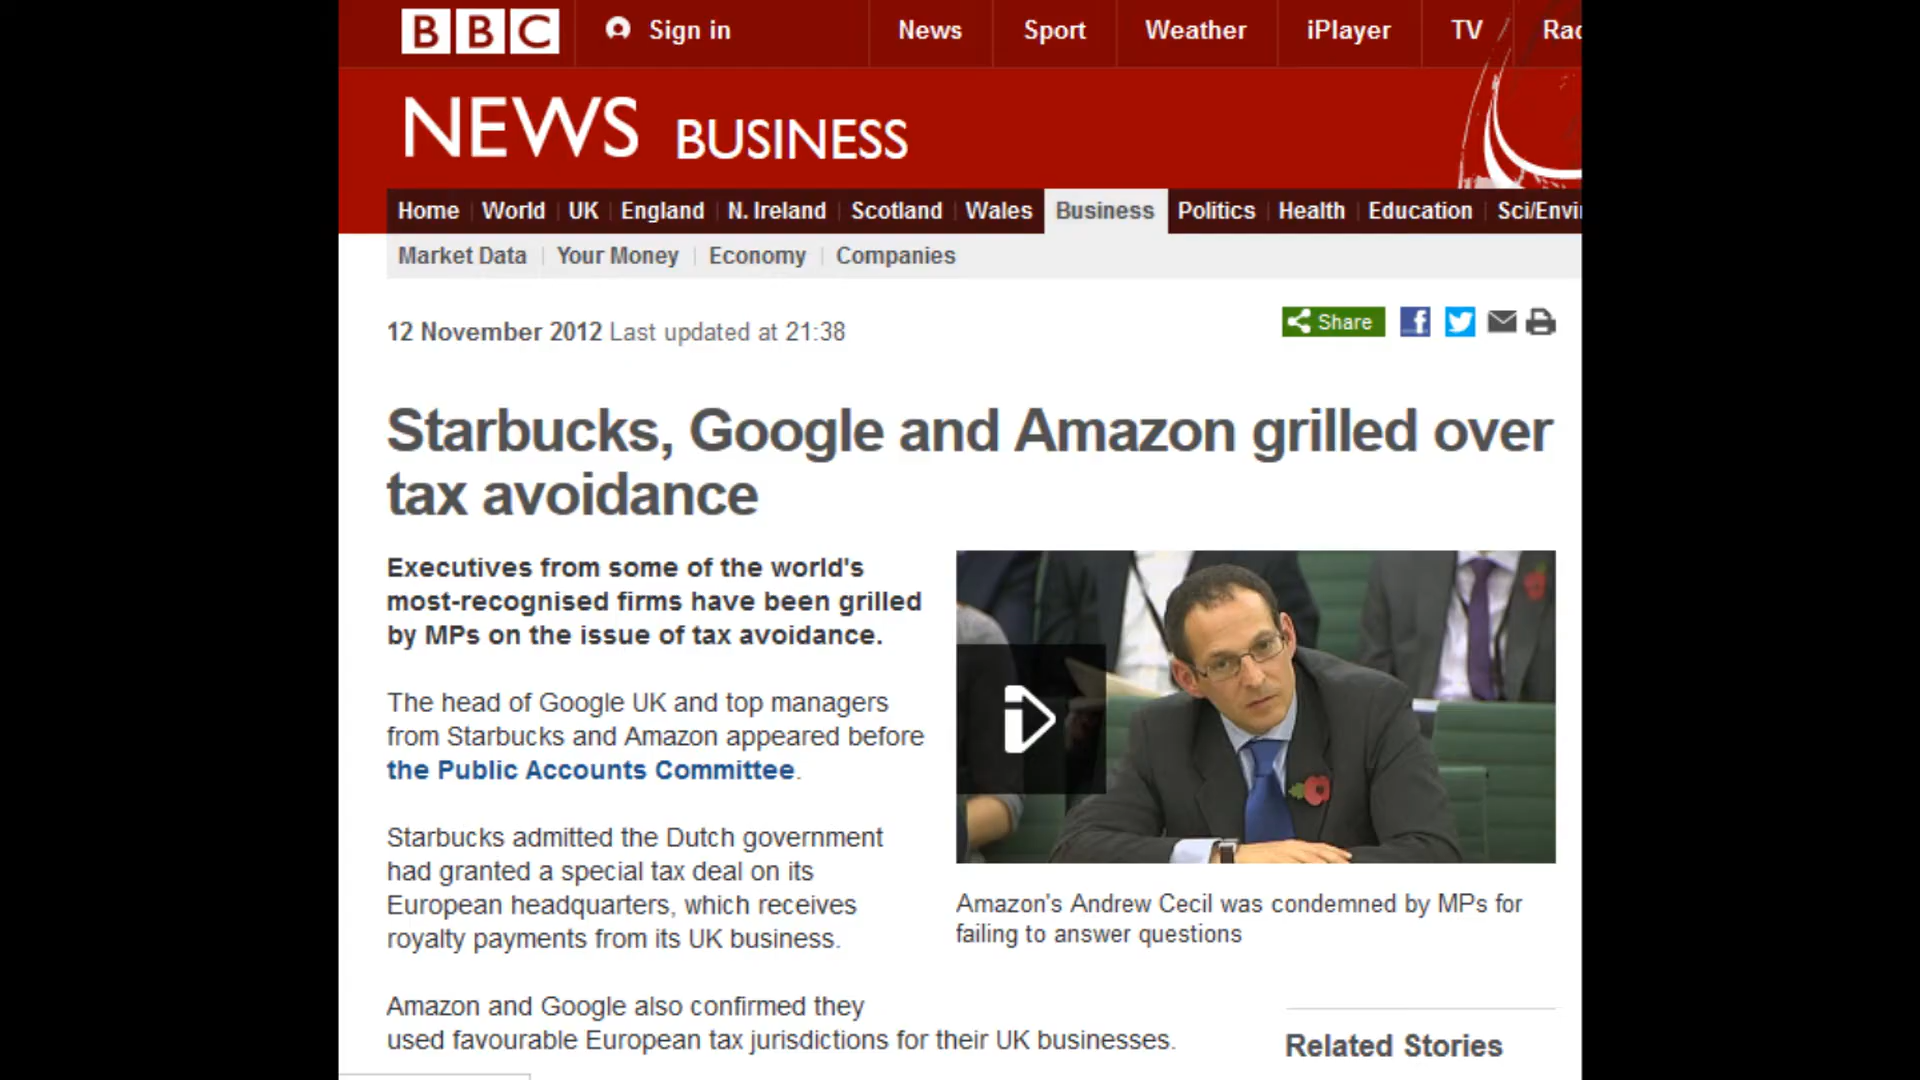 BBC Sign in News Sport Weather iPlayer TV
NEWS BUSINESS
Home World UK England N. Ireland Scotland Wales Business Politics Health Education
Market Data Your Money Economy Companies
12 November 2012 Last updated at 21:38
Share
Starbucks, Google and Amazon grilled over
tax avoidance
Executives from some of the world's
most-recognised firms have been grilled
by MPs on the issue of tax avoidance.
The head of Google UK and top managers
from Starbucks and Amazon appeared before
the Public Accounts Committee.
Starbucks admitted the Dutch government
had granted a special tax deal on its
European headquarters, which receives
royalty payments from its UK business.
Amazon and Google also confirmed they
used favourable European tax jurisdictions for their UK businesses.
Amazon's Andrew Cecil was condemned by MPs for
failing to answer questions
Related Stories